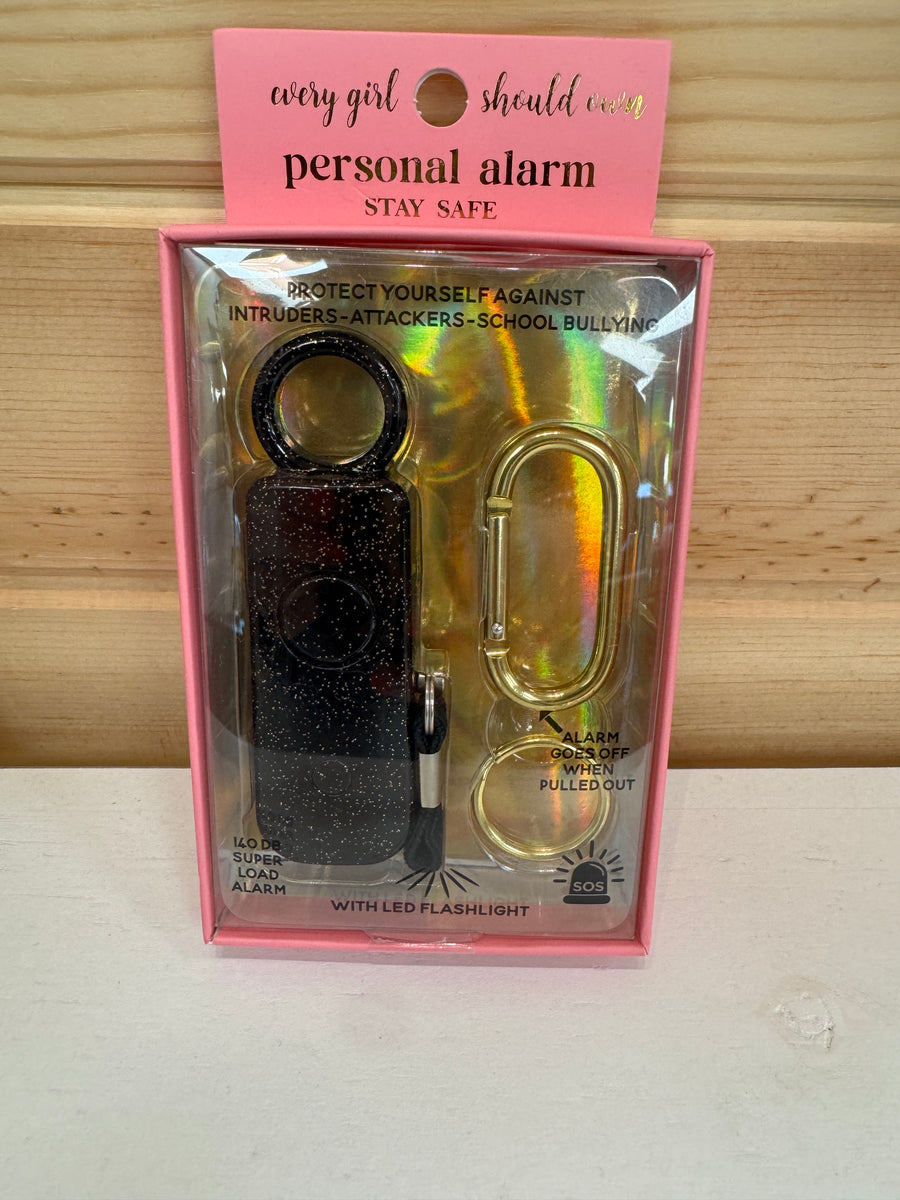 every girl should own
personal alarm
STAY SAFE
PROTECT YOURSELF AGAINST
INTRUDERS-ATTACKERS-SCHOOL BULLYING
ALARM
GOES OFF
WHEN
PULLED OUT
140 DB
SUPER
LOAD
ALARM
WITH LED FLASHLIGHT
SOS